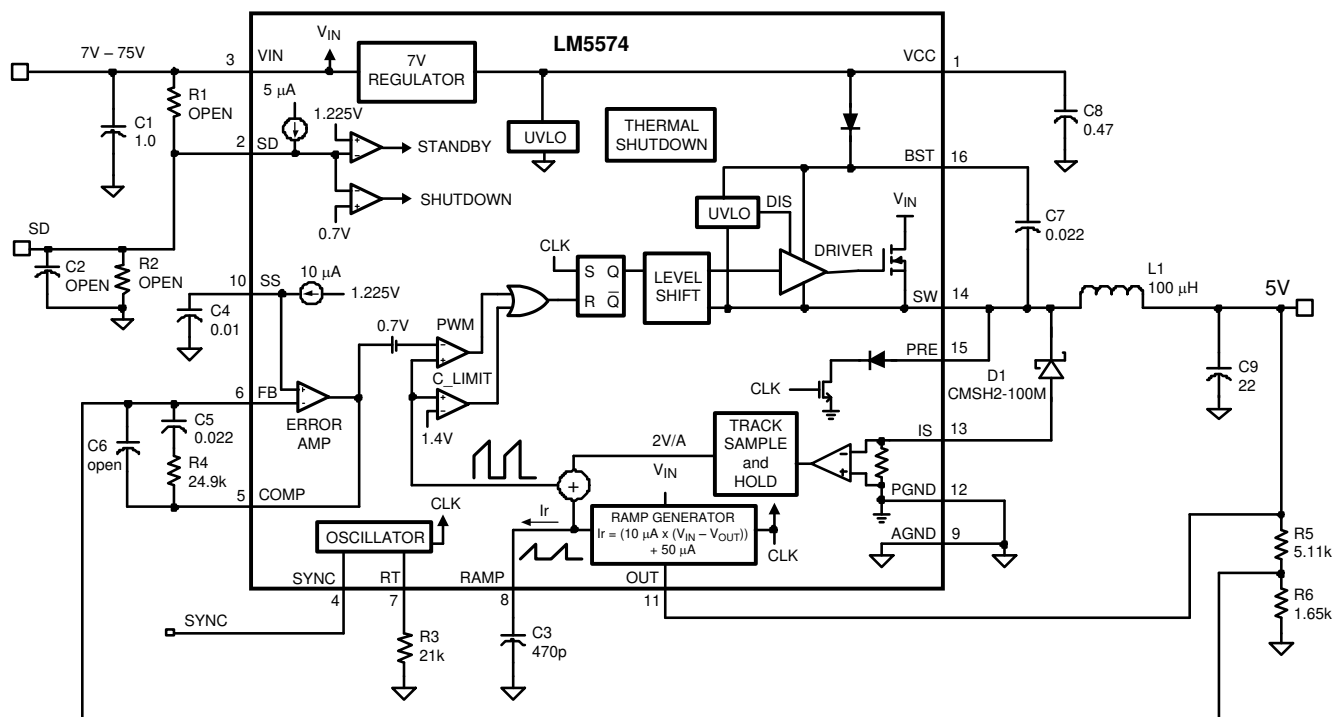 LM5574
7V – 75V
3
VIN
VIN
7V
REGULATOR
VCC
1
R1
OPEN
C1
1.0
5 µA
1.225V
2
SD
STANDBY
SHUTDOWN
0.7V
UVLO
THERMAL
SHUTDOWN
C8
0.47
BST
16
VIN
UVLO
DIS
DRIVER
C7
0.022
SD
C2
OPEN
R2
OPEN
10
SS
10 µA
1.225V
C4
0.01
CLK
S
Q
R
Q
LEVEL
SHIFT
SW
14
L1
100 µH
5V
0.7V
PWM
C_LIMIT
1.4V
PRE
15
CLK
D1
CMSH2-100M
C9
22
6
FB
ERROR
AMP
C5
0.022
C6
open
R4
24.9k
5
COMP
2V/A
VIN
TRACK
SAMPLE
and
HOLD
IS
13
+
PGND
12
AGND
9
CLK
OSCILLATOR
Ir
RAMP GENERATOR
Ir = (10 µA x (VIN – VOUT))
+ 50 µA
CLK
R5
5.11k
R6
1.65k
SYNC
4
RT
7
RAMP
8
OUT
11
SYNC
R3
21k
C3
470p